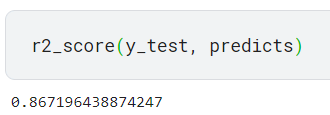 r2_score(y_test, predicts)
0.867196438874247